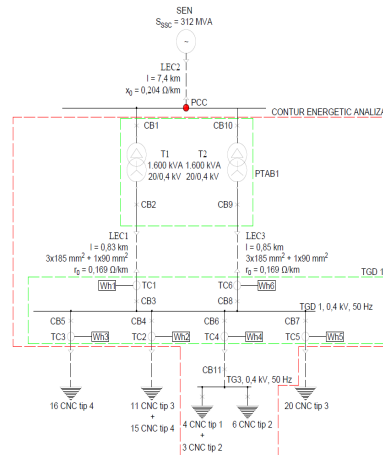 SEN
S_SSC = 312 MVA
~
LEC2
l = 7,4 km
x₀ = 0,204 Ω/km
PCC
CONTUR ENERGETIC ANALIZA
CB1 CB10
T1 T2
1.600 kVA 1.600 kVA
20/0,4 kV 20/0,4 kV
PTAB1
CB2 CB9
LEC1 LEC3
l = 0,83 km l = 0,85 km
3x185 mm² + 1x90 mm² 3x185 mm² + 1x90 mm²
r₀ = 0,169 Ω/km r₀ = 0,169 Ω/km
TGD 1
Wh1 TC1 TC6 Wh6
CB3 CB8
TGD 1, 0,4 kV, 50 Hz
CB5 CB4 CB6 CB7
TC3 Wh3 TC2 Wh2 TC4 Wh4 TC5 Wh5
CB11
TG3, 0,4 kV, 50 Hz
16 CNC tip 4 11 CNC tip 3 20 CNC tip 3
+
15 CNC tip 4
4 CNC tip 1 6 CNC tip 2
+
3 CNC tip 2